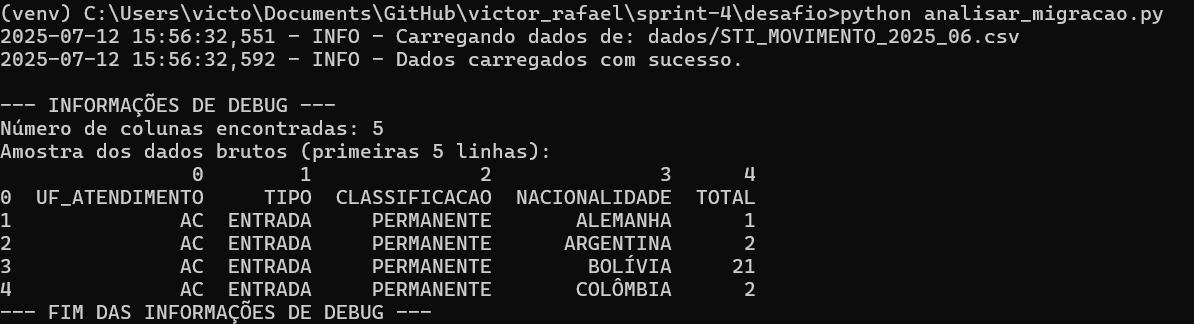 (venv) C:\Users\victo\Documents\GitHub\victor_rafael\sprint-4\desafio>python analisar_migracao.py
2025-07-12 15:56:32,551 - INFO - Carregando dados de: dados/STI_MOVIMENTO_2025_06.csv
2025-07-12 15:56:32,592 - INFO - Dados carregados com sucesso.
--- INFORMAÇÕES DE DEBUG ---
Número de colunas encontradas: 5
Amostra dos dados brutos (primeiras 5 linhas):
0 1 2 3 4
0 UF_ATENDIMENTO TIPO CLASSIFICACAO NACIONALIDADE TOTAL
1 AC ENTRADA PERMANENTE ALEMANHA 1
2 AC ENTRADA PERMANENTE ARGENTINA 2
3 AC ENTRADA PERMANENTE BOLÍVIA 21
4 AC ENTRADA PERMANENTE COLÔMBIA 2
--- FIM DAS INFORMAÇÕES DE DEBUG ---